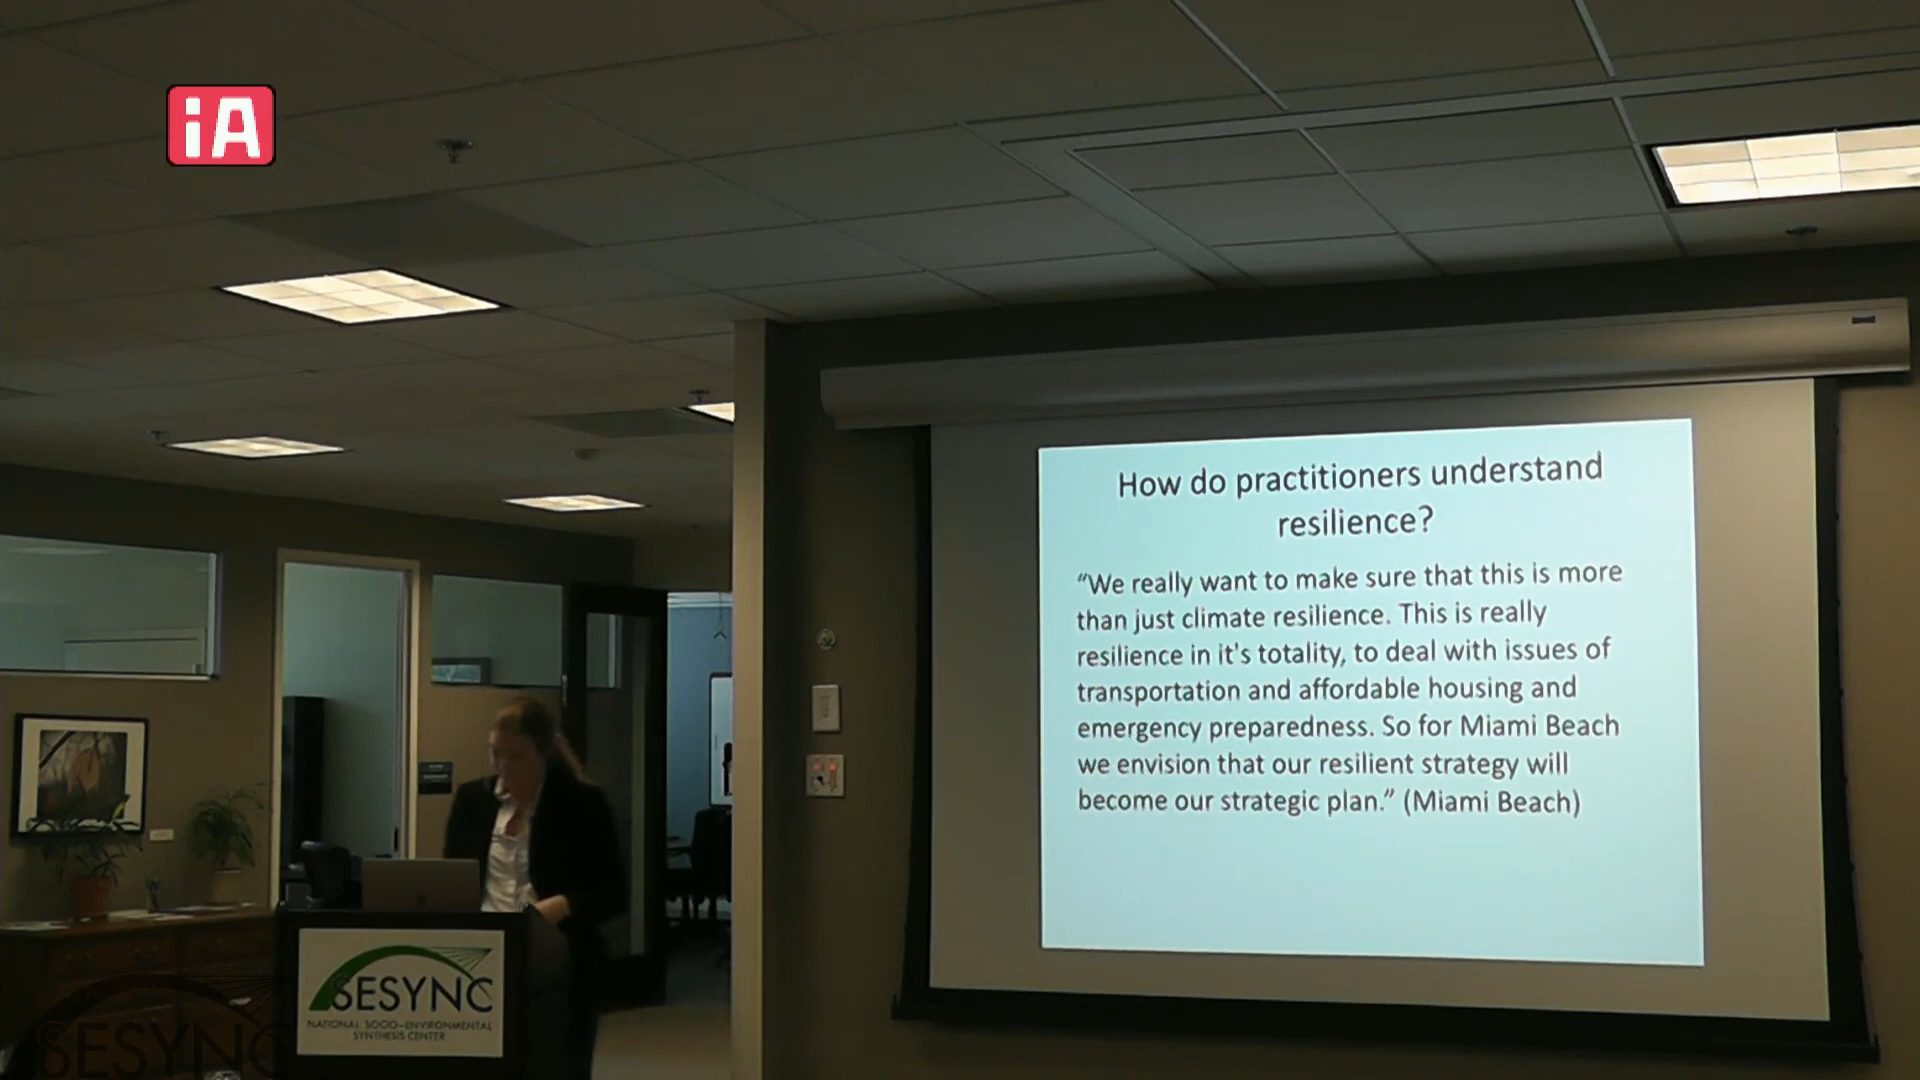 iA
How do practitioners understand
resilience?
“We really want to make sure that this is more
than just climate resilience. This is really
resilience in it's totality, to deal with issues of
transportation and affordable housing and
emergency preparedness. So for Miami Beach
we envision that our resilient strategy will
become our strategic plan.” (Miami Beach)
SESYNC
NATIONAL SOCIO-ENVIRONMENTAL
SYNTHESIS CENTER
SESYNC